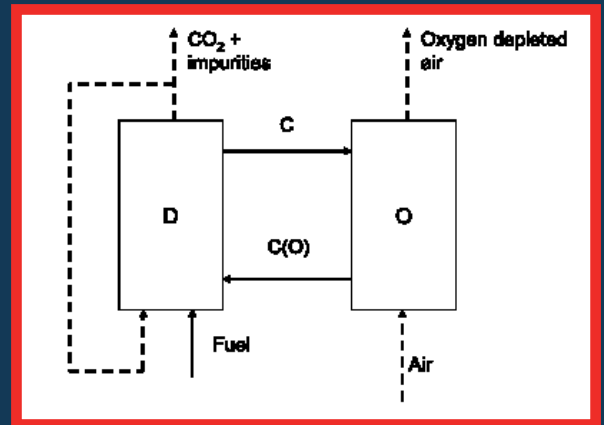 CO₂ +
impurities
Oxygen depleted
air
C
D
O
C(O)
Fuel
Air